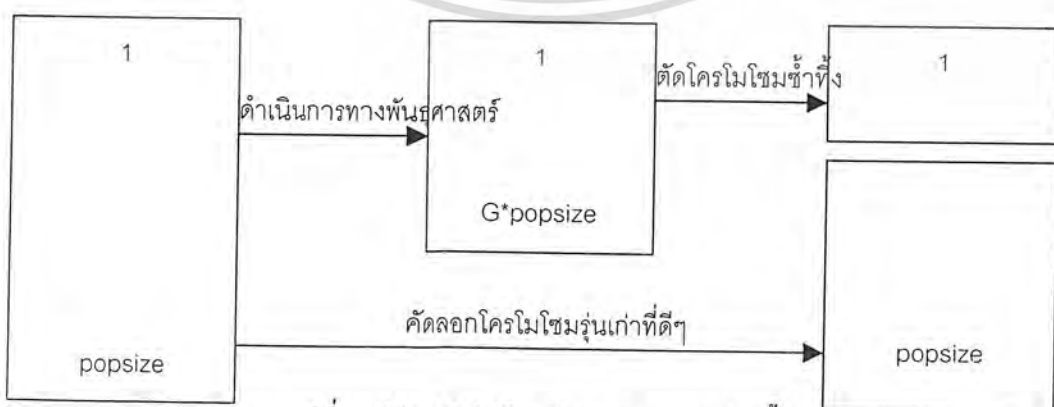 1
1
1
ตัดโครโมโซมซ้ำทิ้ง
ดำเนินการทางพันธุศาสตร์
G*popsize
คัดลอกโครโมโซมรุ่นเก่าที่ดีๆ
popsize
popsize